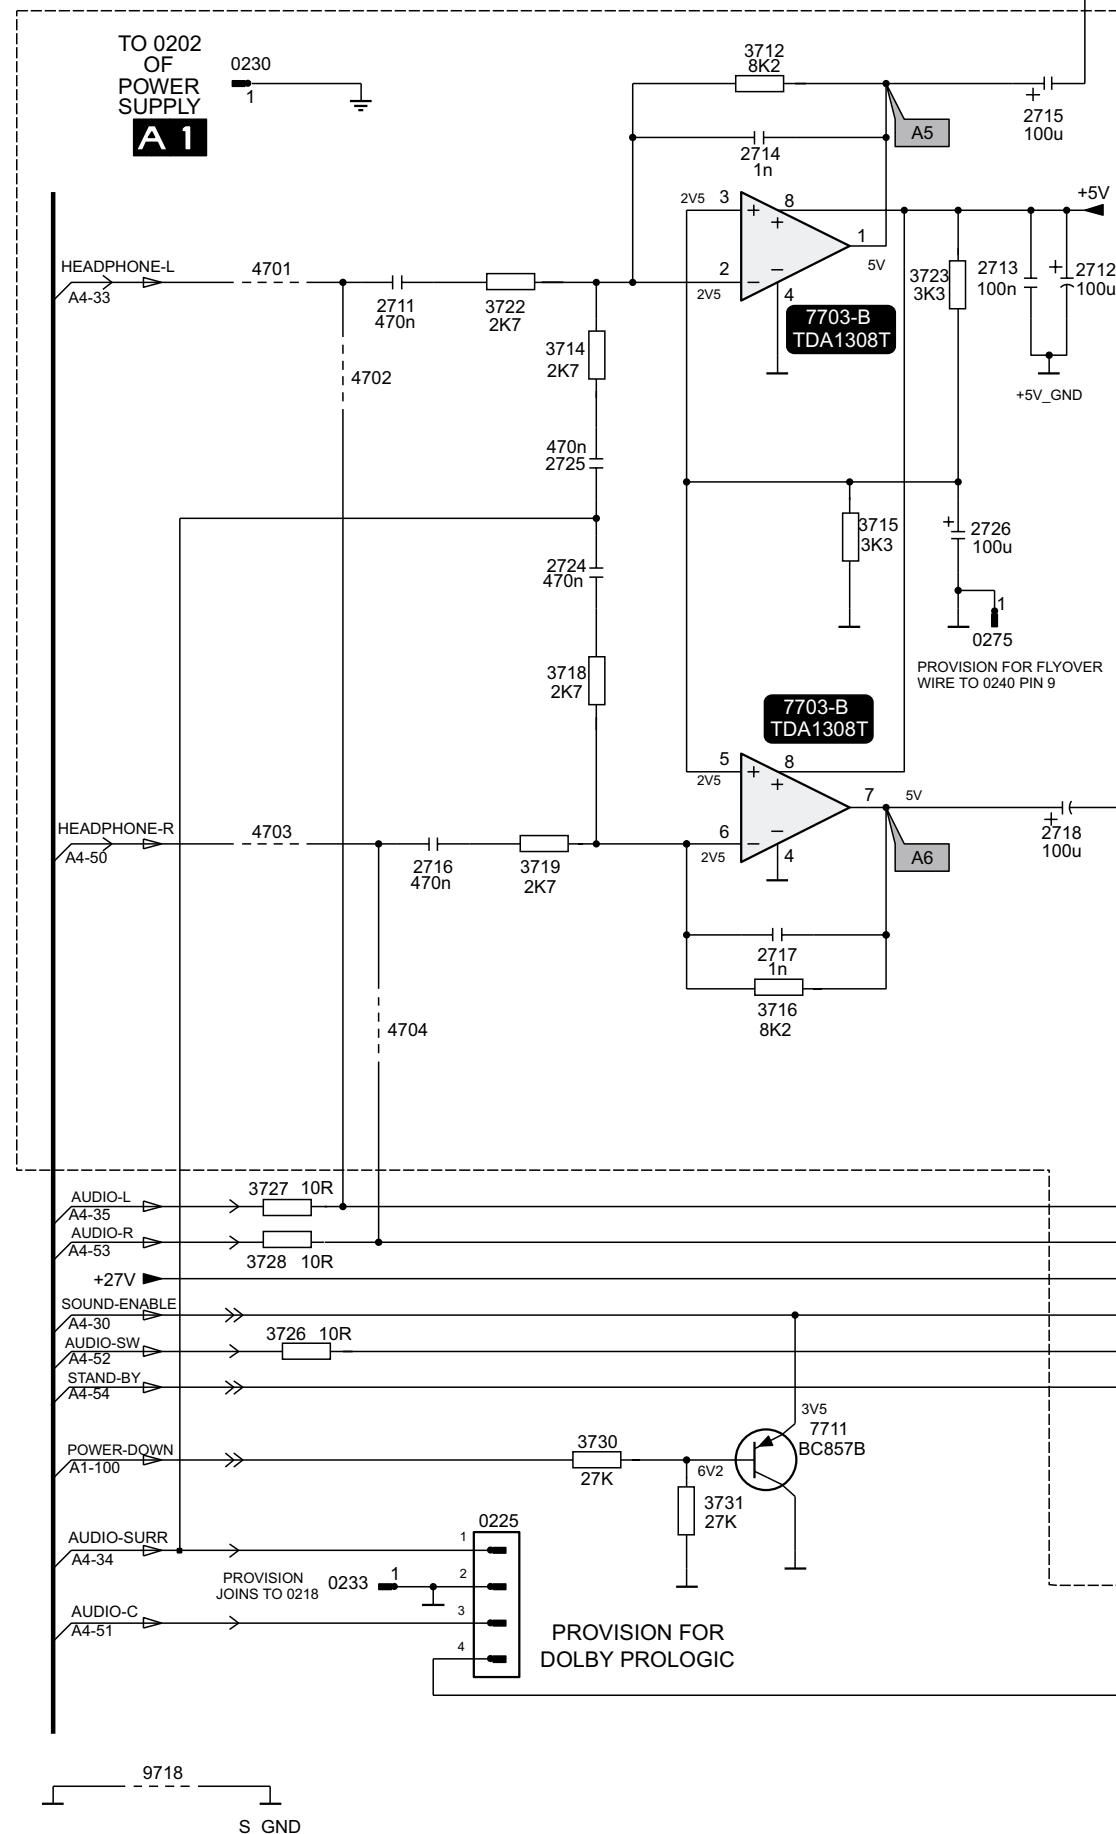 TO 0202
OF
POWER
SUPPLY
A 1
0230
1
3712
8K2
2714
1n
A5
+
2715
100u
+5V
2V5 3
+
8
+
1
5V
HEADPHONE-L
A4-33
4701
2711
470n
3722
2K7
2
2V5
−
−
4
7703-B
TDA1308T
3723
3K3
2713
100n
+ 2712
100u
+5V_GND
4702
3714
2K7
470n
2725
3715
3K3
+
2726
100u
2724
470n
1
0275
PROVISION FOR FLYOVER
WIRE TO 0240 PIN 9
3718
2K7
7703-B
TDA1308T
5
2V5
+
8
+
7
5V
HEADPHONE-R
A4-50
4703
2716
470n
3719
2K7
6
2V5
−
−
4
A6
+
2718
100u
2717
1n
3716
8K2
4704
AUDIO-L
A4-35
3727 10R
AUDIO-R
A4-53
3728 10R
+27V
SOUND-ENABLE
A4-30
AUDIO-SW
A4-52
3726 10R
STAND-BY
A4-54
3V5
7711
BC857B
POWER-DOWN
A1-100
3730
27K
6V2
3731
27K
AUDIO-SURR
A4-34
0225
1
2
3
4
PROVISION
JOINS TO 0218
0233
1
AUDIO-C
A4-51
PROVISION FOR
DOLBY PROLOGIC
9718
S GND